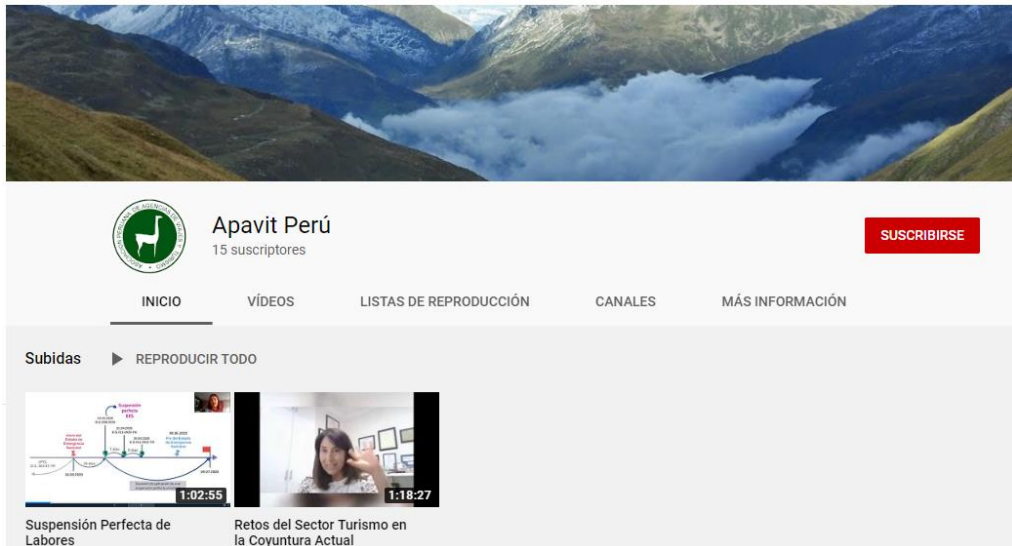 Apavit Perú
15 suscriptores
SUSCRIBIRSE
INICIO
VÍDEOS
LISTAS DE REPRODUCCIÓN
CANALES
MÁS INFORMACIÓN
Subidas
REPRODUCIR TODO
1:02:55
1:18:27
Suspensión Perfecta de
Labores
Retos del Sector Turismo en
la Coyuntura Actual